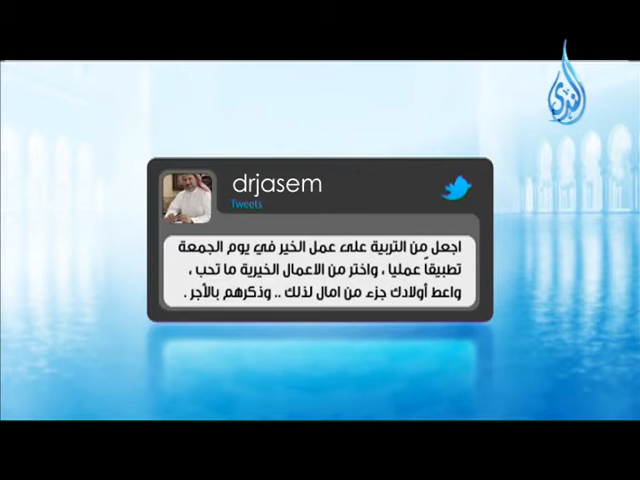 الندى
drjasem
Tweets
اجعل من التربية على عمل الخير في يوم الجمعة
تطبيقاً عمليا ، واختر من الاعمال الخيرية ما تحب ،
واعط أولادك جزء من امال لذلك .. وذكرهم بالأجر .